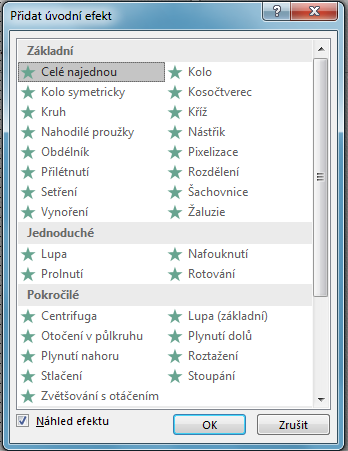 Přidat úvodní efekt
Základní
Celé najednou Kolo
Kolo symetricky Kosočtverec
Kruh Kříž
Nahodilé proužky Nástřik
Obdélník Pixelizace
Přilétnutí Rozdělení
Setření Šachovnice
Vynoření Žaluzie
Jednoduché
Lupa Nafouknutí
Prolnutí Rotování
Pokročilé
Centrifuga Lupa (základní)
Otočení v půlkruhu Plynutí dolů
Plynutí nahoru Roztažení
Stlačení Stoupání
Zvětšování s otáčením
Náhled efektu OK Zrušit